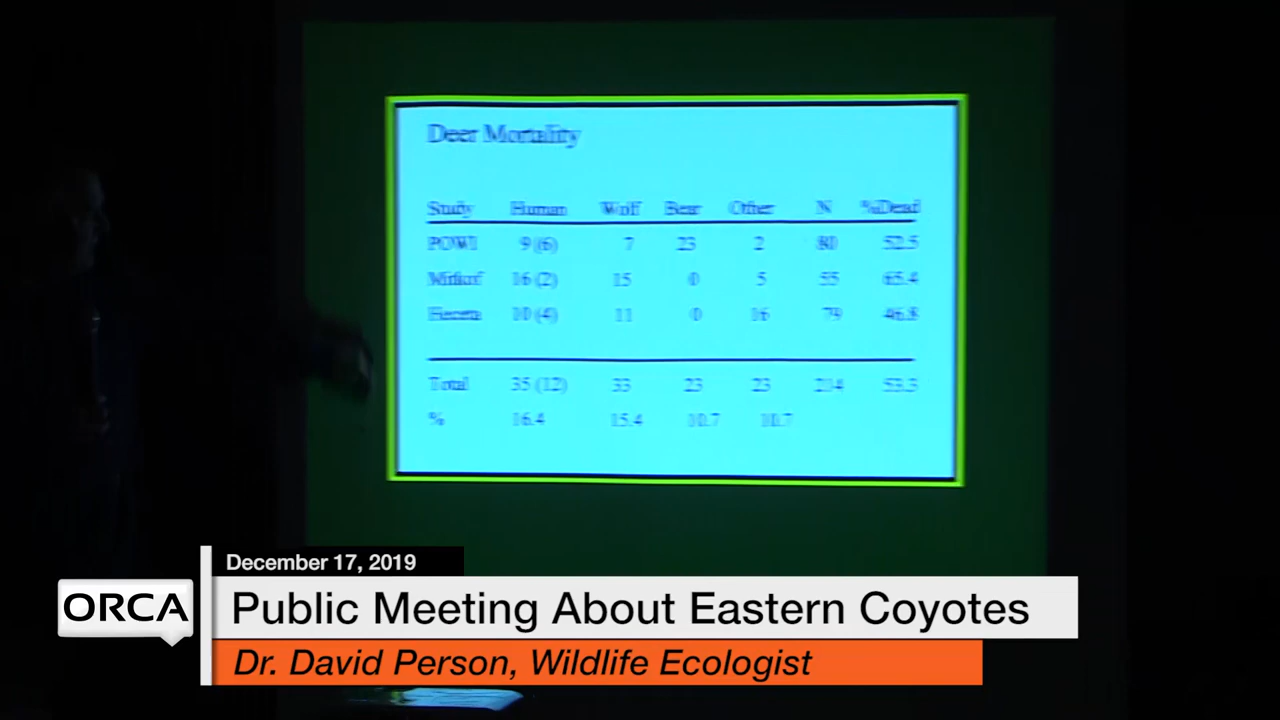 Deer Mortality
Study Human Wolf Bear Other N %Dead
POWI 9 (6) 7 23 2 80 52.5
Mitkof 16 (2) 15 0 5 55 65.4
Heceta 10 (4) 11 0 16 79 46.8
Total 35 (12) 33 23 23 214 53.3
% 16.4 15.4 10.7 10.7
December 17, 2019
ORCA
Public Meeting About Eastern Coyotes
Dr. David Person, Wildlife Ecologist